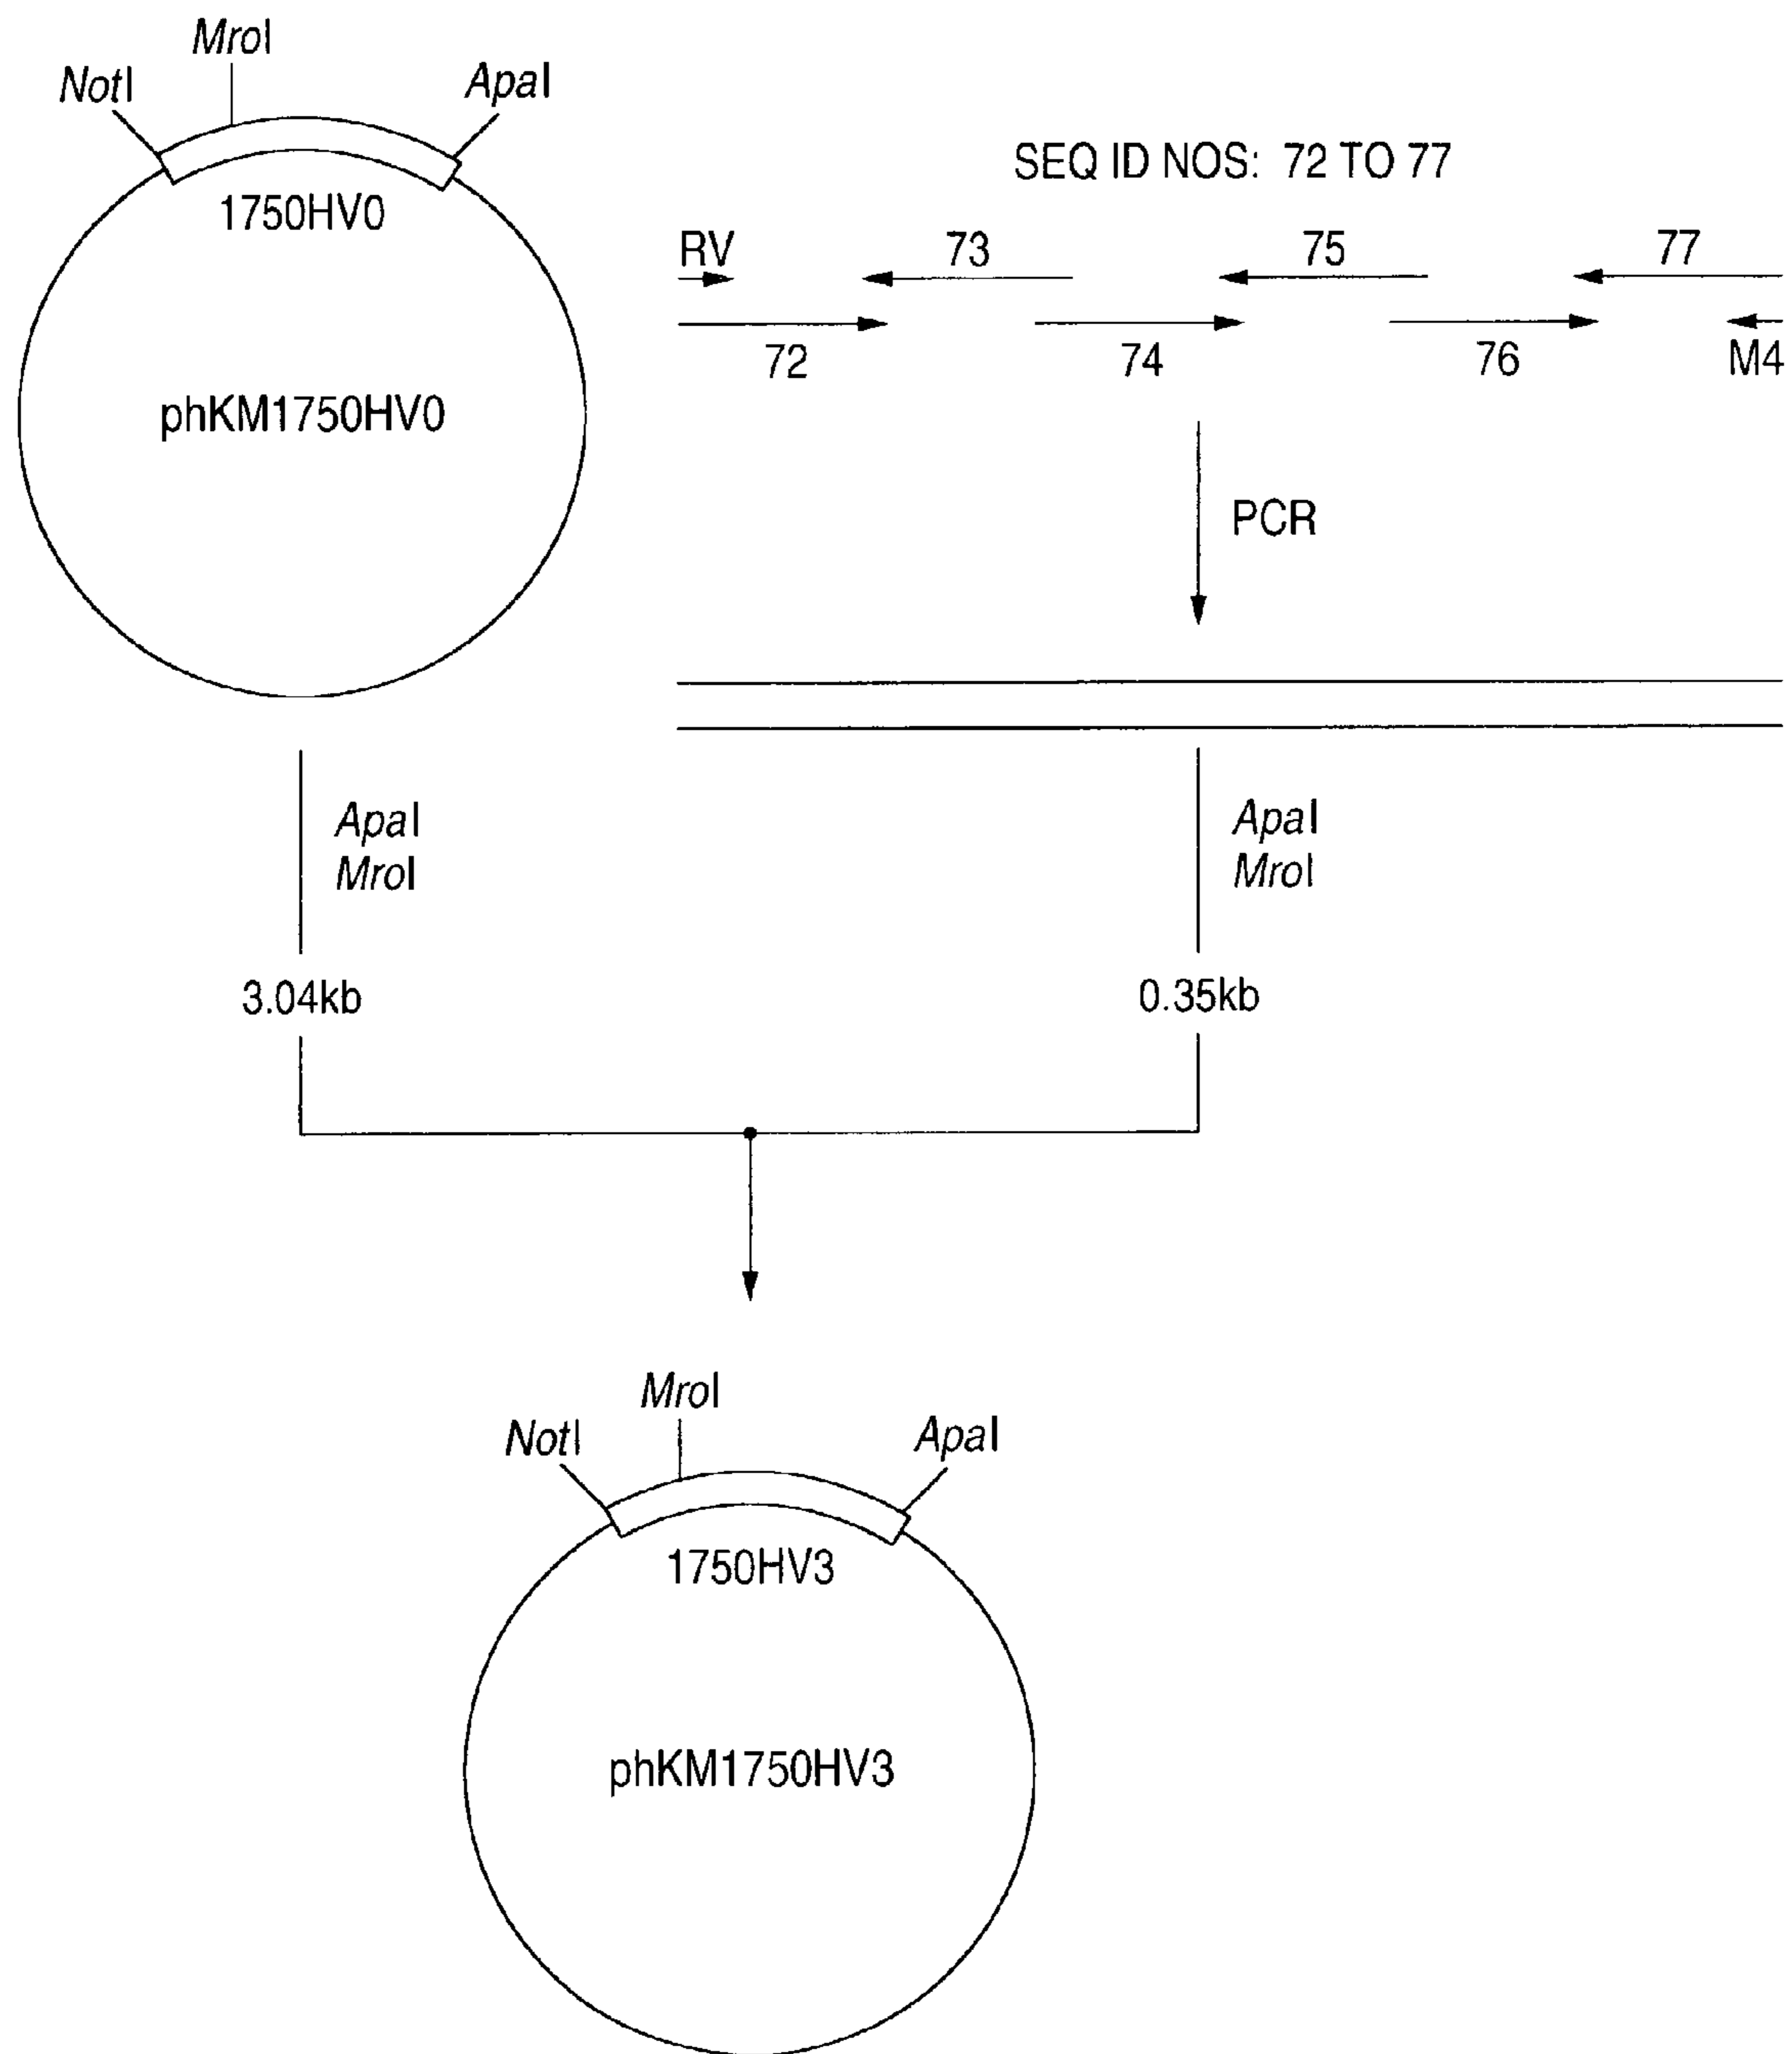 MroI
NotI
ApaI
1750HV0
phKM1750HV0
SEQ ID NOS: 72 TO 77
RV
73
75
77
72
74
76
M4
PCR
ApaI
MroI
ApaI
MroI
3.04kb
0.35kb
MroI
NotI
ApaI
1750HV3
phKM1750HV3